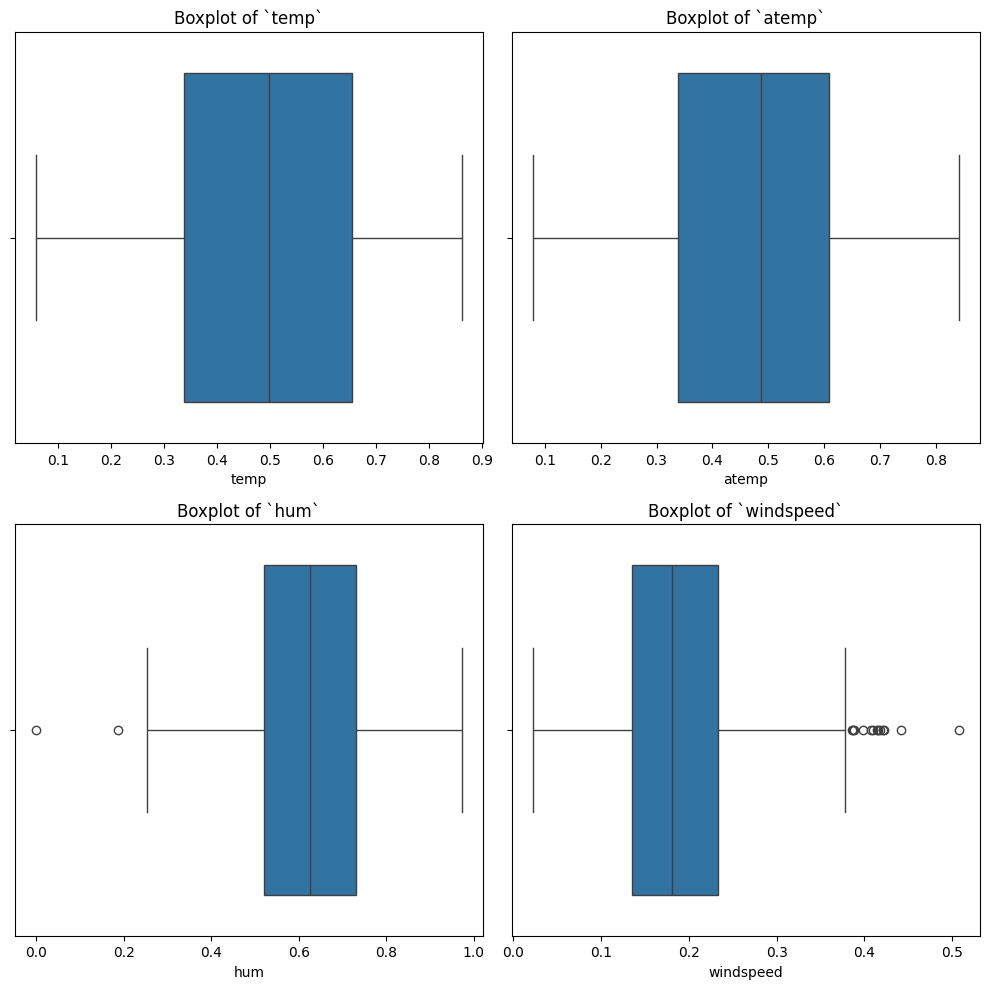 Boxplot of `temp`
0.1 0.2 0.3 0.4 0.5 0.6 0.7 0.8 0.9
temp
Boxplot of `atemp`
0.1 0.2 0.3 0.4 0.5 0.6 0.7 0.8
atemp
Boxplot of `hum`
0.0 0.2 0.4 0.6 0.8 1.0
hum
Boxplot of `windspeed`
0.0 0.1 0.2 0.3 0.4 0.5
windspeed